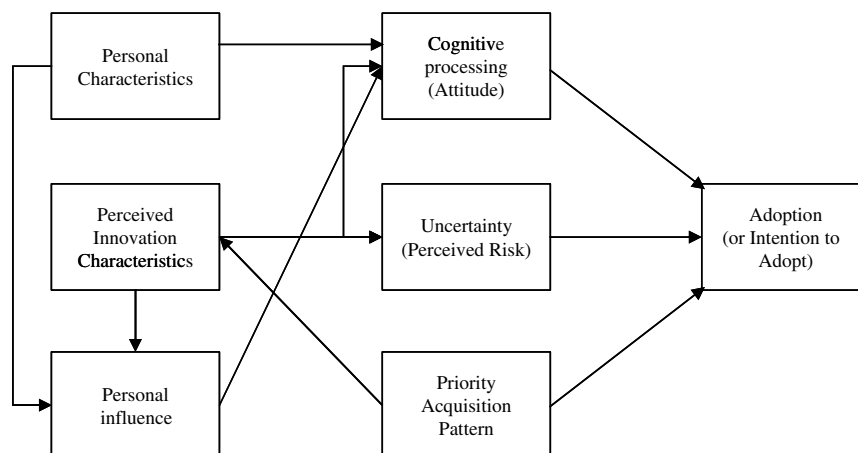 Personal
Characteristics
Cognitive
processing
(Attitude)
Perceived
Innovation
Characteristics
Uncertainty
(Perceived Risk)
Adoption
(or Intention to
Adopt)
Personal
influence
Priority
Acquisition
Pattern